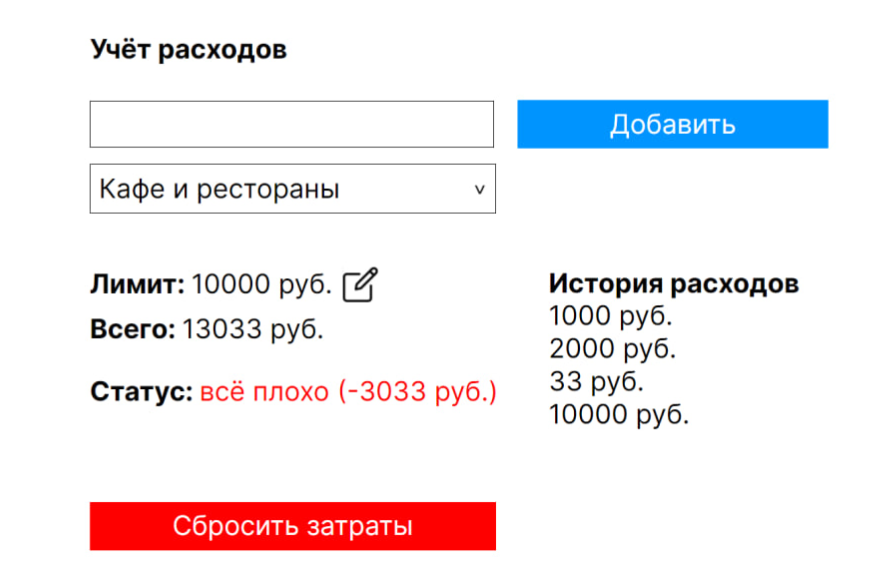 Учёт расходов
Добавить
Кафе и рестораны
Лимит: 10000 руб.
Всего: 13033 руб.
Статус: всё плохо (-3033 руб.)
История расходов
1000 руб.
2000 руб.
33 руб.
10000 руб.
Сбросить затраты